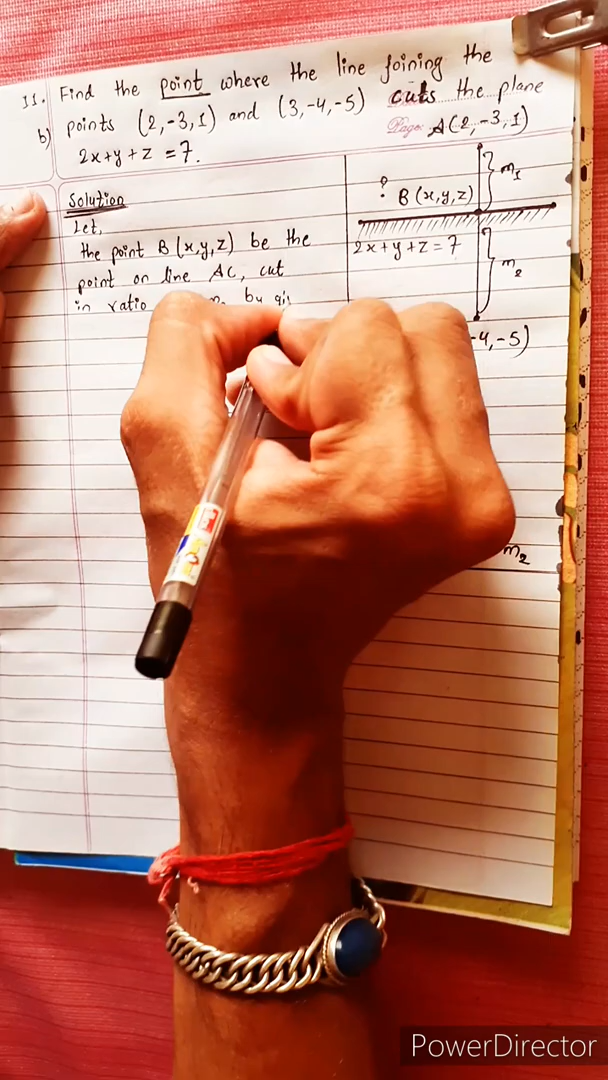 11. Find the point where the line joining the
b) points (2,-3,1) and (3,-4,-5) cuts the plane
2x+y+z=7.
Page: A(2,-3,1)
Solution
Let,
the point B(x,y,z) be the
point on line AC, cut
in ratio by
m₁
? B(x,y,z)
2x+y+z=7
m₂
-4,-5)
m₂
PowerDirector